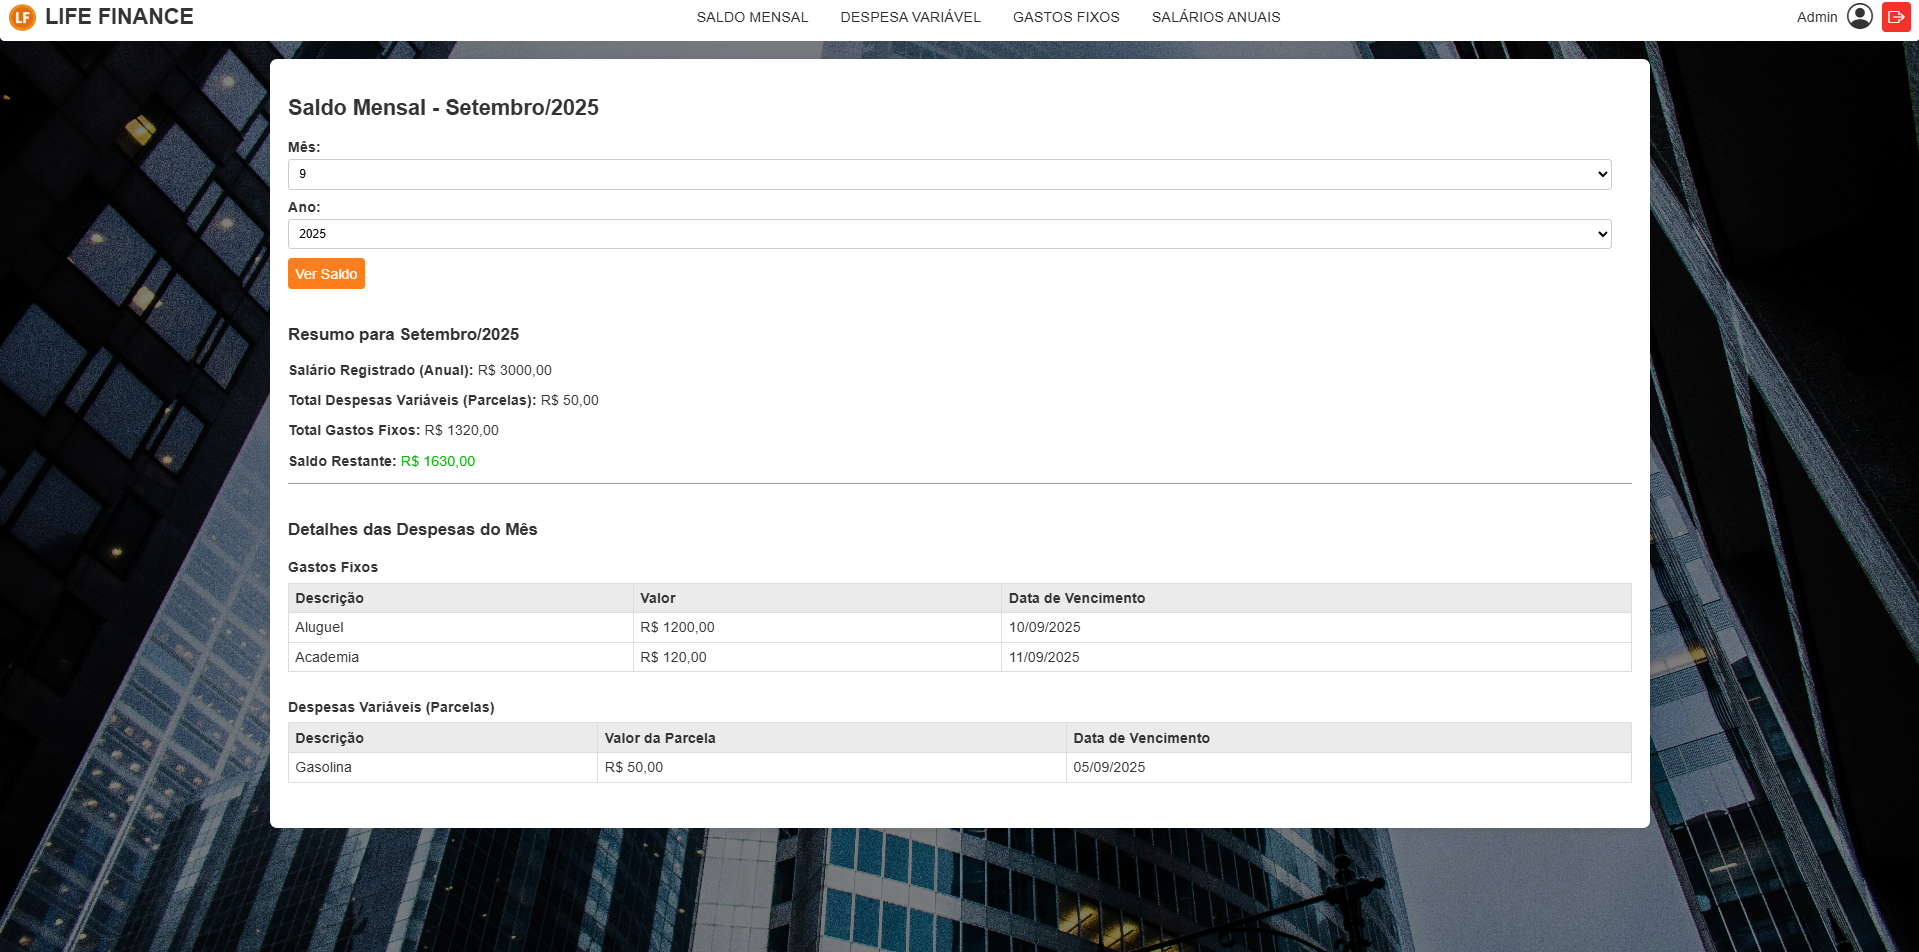 LF LIFE FINANCE SALDO MENSAL DESPESA VARIÁVEL GASTOS FIXOS SALÁRIOS ANUAIS Admin
Saldo Mensal - Setembro/2025
Mês:
9
Ano:
2025
Ver Saldo
Resumo para Setembro/2025
Salário Registrado (Anual): R$ 3000,00
Total Despesas Variáveis (Parcelas): R$ 50,00
Total Gastos Fixos: R$ 1320,00
Saldo Restante: R$ 1630,00
Detalhes das Despesas do Mês
Gastos Fixos
Descrição Valor Data de Vencimento
Aluguel R$ 1200,00 10/09/2025
Academia R$ 120,00 11/09/2025
Despesas Variáveis (Parcelas)
Descrição Valor da Parcela Data de Vencimento
Gasolina R$ 50,00 05/09/2025